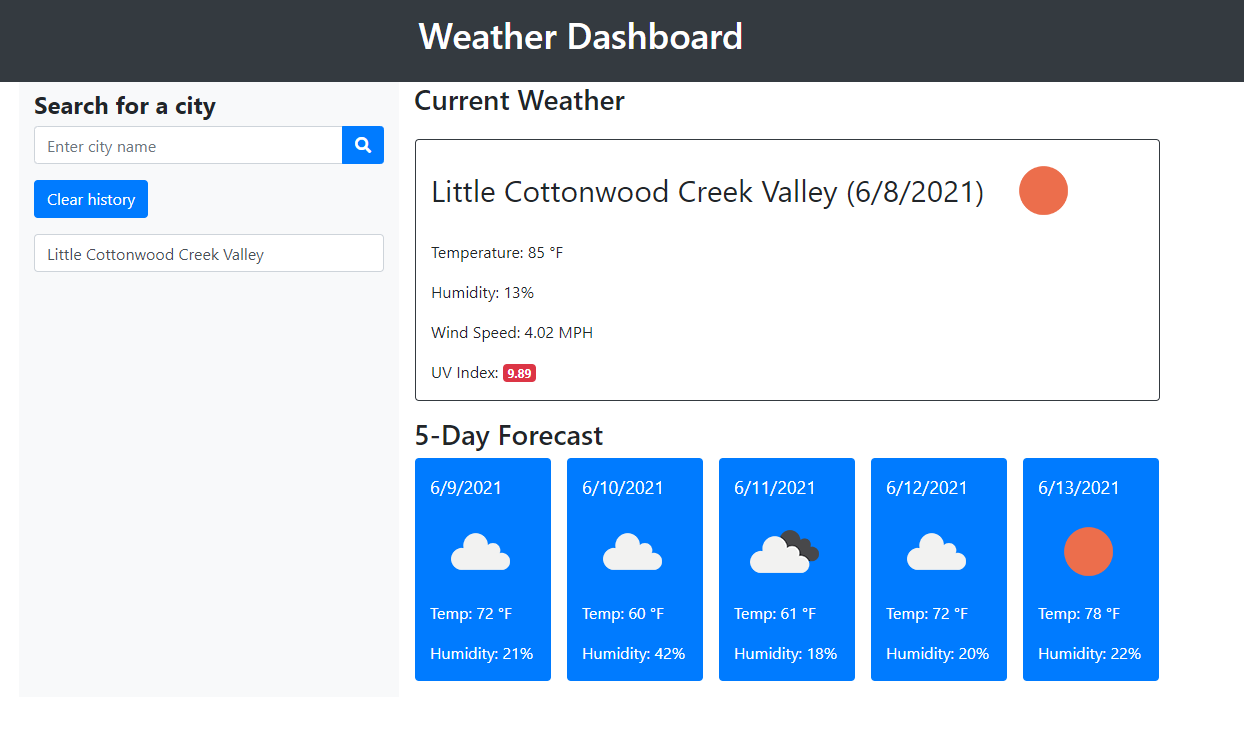 Weather Dashboard
Search for a city
Enter city name
Clear history
Little Cottonwood Creek Valley
Current Weather
Little Cottonwood Creek Valley (6/8/2021)
Temperature: 85 °F
Humidity: 13%
Wind Speed: 4.02 MPH
UV Index: 9.89
5-Day Forecast
6/9/2021
Temp: 72 °F
Humidity: 21%
6/10/2021
Temp: 60 °F
Humidity: 42%
6/11/2021
Temp: 61 °F
Humidity: 18%
6/12/2021
Temp: 72 °F
Humidity: 20%
6/13/2021
Temp: 78 °F
Humidity: 22%